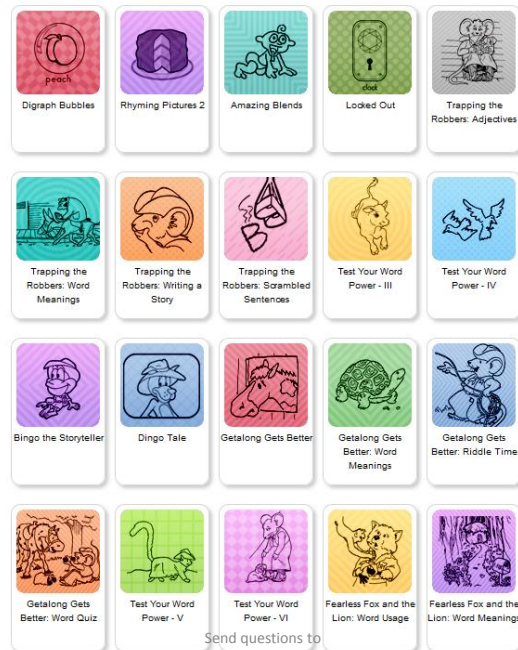 peach
Digraph Bubbles
Rhyming Pictures 2
Amazing Blends
clock
Locked Out
Trapping the
Robbers: Adjectives
Trapping the
Robbers: Word
Meanings
Trapping the
Robbers: Writing a
Story
B
Trapping the
Robbers: Scrambled
Sentences
Test Your Word
Power - III
Test Your Word
Power - IV
Bingo the Storyteller
Dingo Tale
Getalong Gets Better
Getalong Gets
Better: Word
Meanings
Getalong Gets
Better: Riddle Time
Getalong Gets
Better: Word Quiz
Test Your Word
Power - V
Test Your Word
Power - VI
Fearless Fox and the
Lion: Word Usage
Fearless Fox and the
Lion: Word Meanings
Send questions to